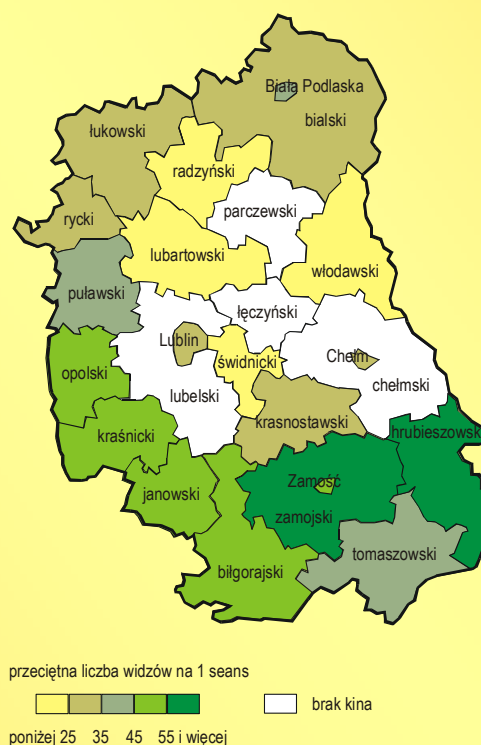 Biała Podlaska
bialski
łukowski
radzyński
parczewski
rycki
lubartowski
włodawski
puławski
łęczyński
Lublin
świdnicki
Chełm
opolski
lubelski
chełmski
kraśnicki
krasnostawski
hrubieszowsk
janowski
Zamość
zamojski
tomaszowski
biłgorajski
przeciętna liczba widzów na 1 seans
brak kina
poniżej 25 35 45 55 i więcej